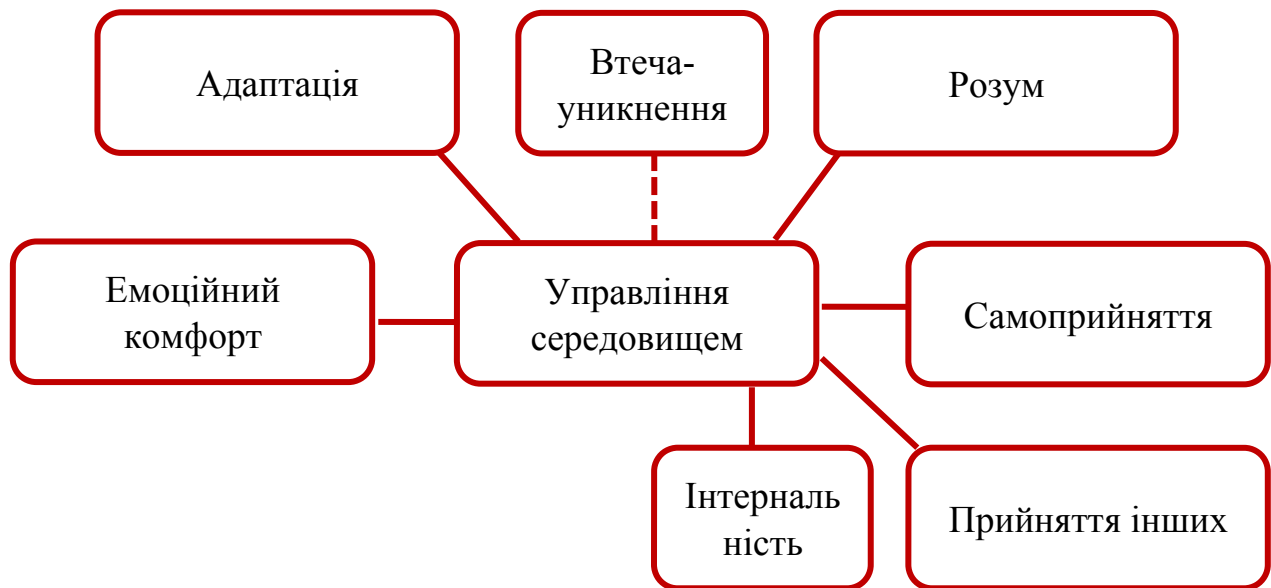 Адаптація
Втеча-
уникнення
Розум
Емоційний
комфорт
Управління
середовищем
Самоприйняття
Інтерналь
ність
Прийняття інших